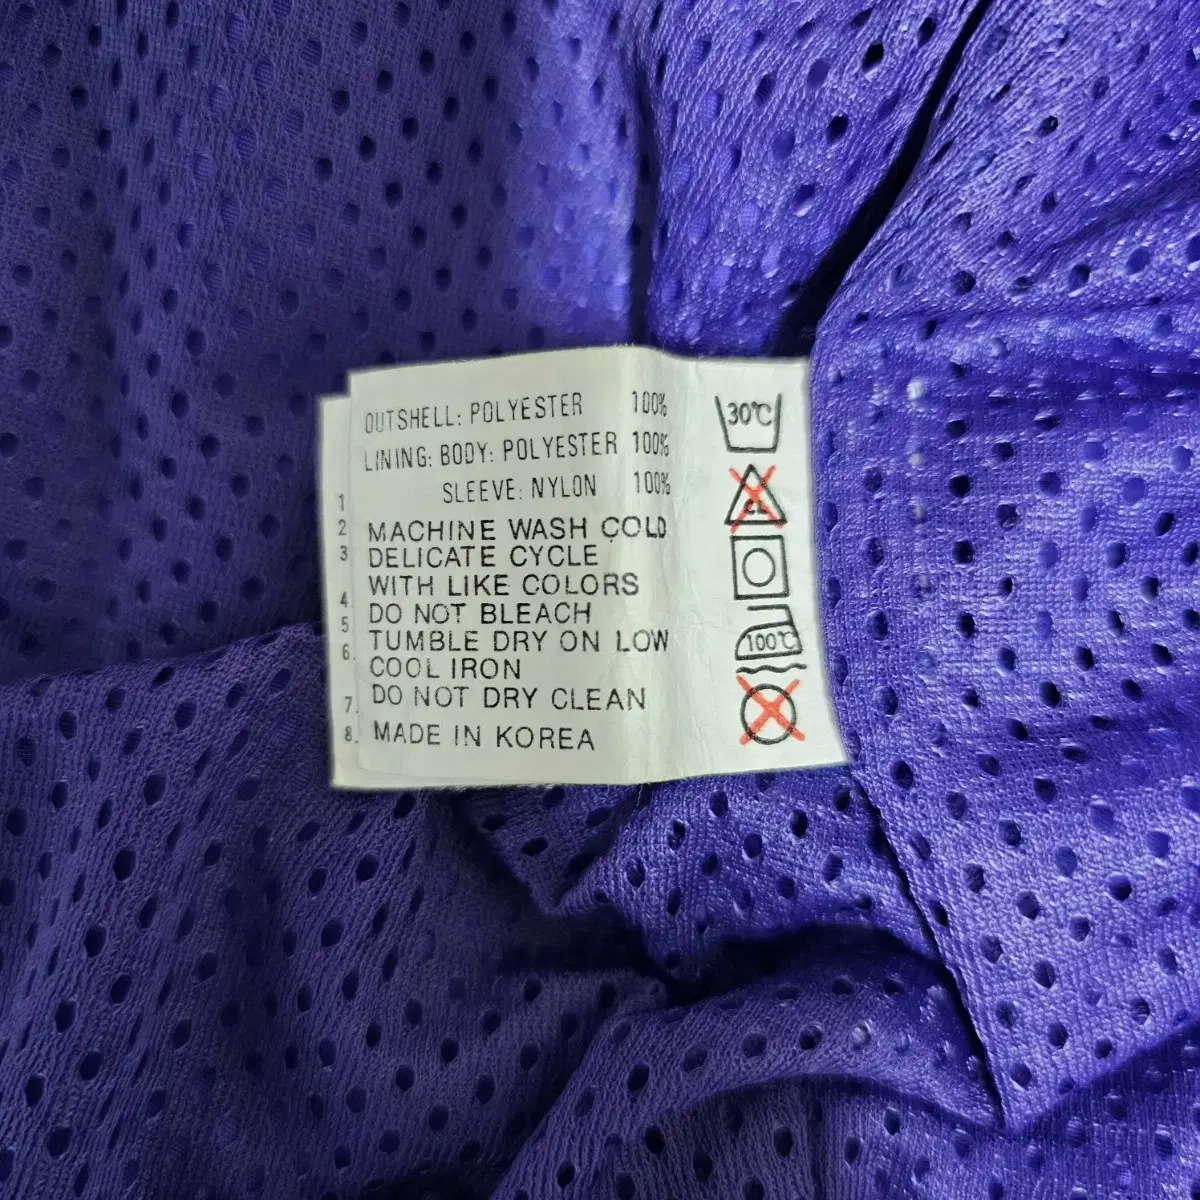 OUTSHELL: POLYESTER 100%
LINING: BODY: POLYESTER 100%
SLEEVE: NYLON 100%
MACHINE WASH COLD
DELICATE CYCLE
WITH LIKE COLORS
DO NOT BLEACH
TUMBLE DRY ON LOW
COOL IRON
DO NOT DRY CLEAN
MADE IN KOREA
1
2
3
4.
5
6.
7.
8.
30℃
100℃